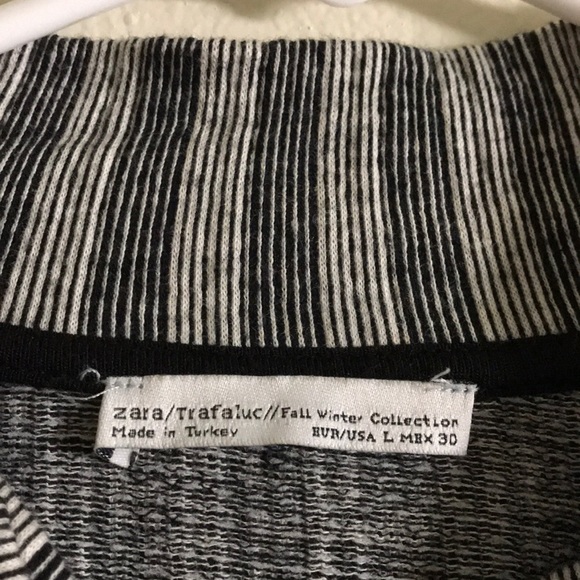 zara/Trafaluc//Fall Winter Collection
Made in Turkey EUR/USA L MEX 30